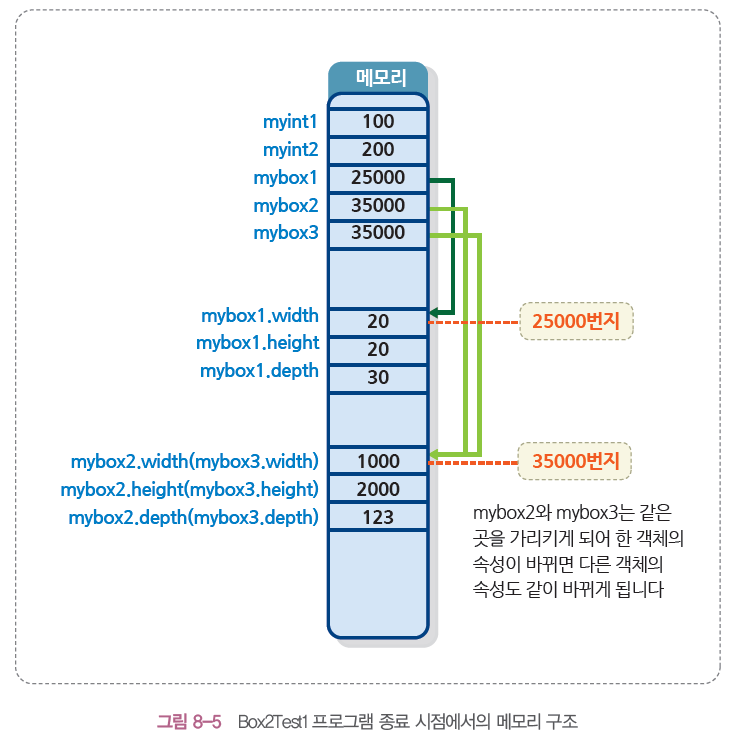 메모리
myint1 100
myint2 200
mybox1 25000
mybox2 35000
mybox3 35000
mybox1.width 20 25000번지
mybox1.height 20
mybox1.depth 30
mybox2.width(mybox3.width) 1000 35000번지
mybox2.height(mybox3.height) 2000
mybox2.depth(mybox3.depth) 123
mybox2와 mybox3는 같은
곳을 가리키게 되어 한 객체의
속성이 바뀌면 다른 객체의
속성도 같이 바뀌게 됩니다
그림 8-5 Box2Test1 프로그램 종료 시점에서의 메모리 구조